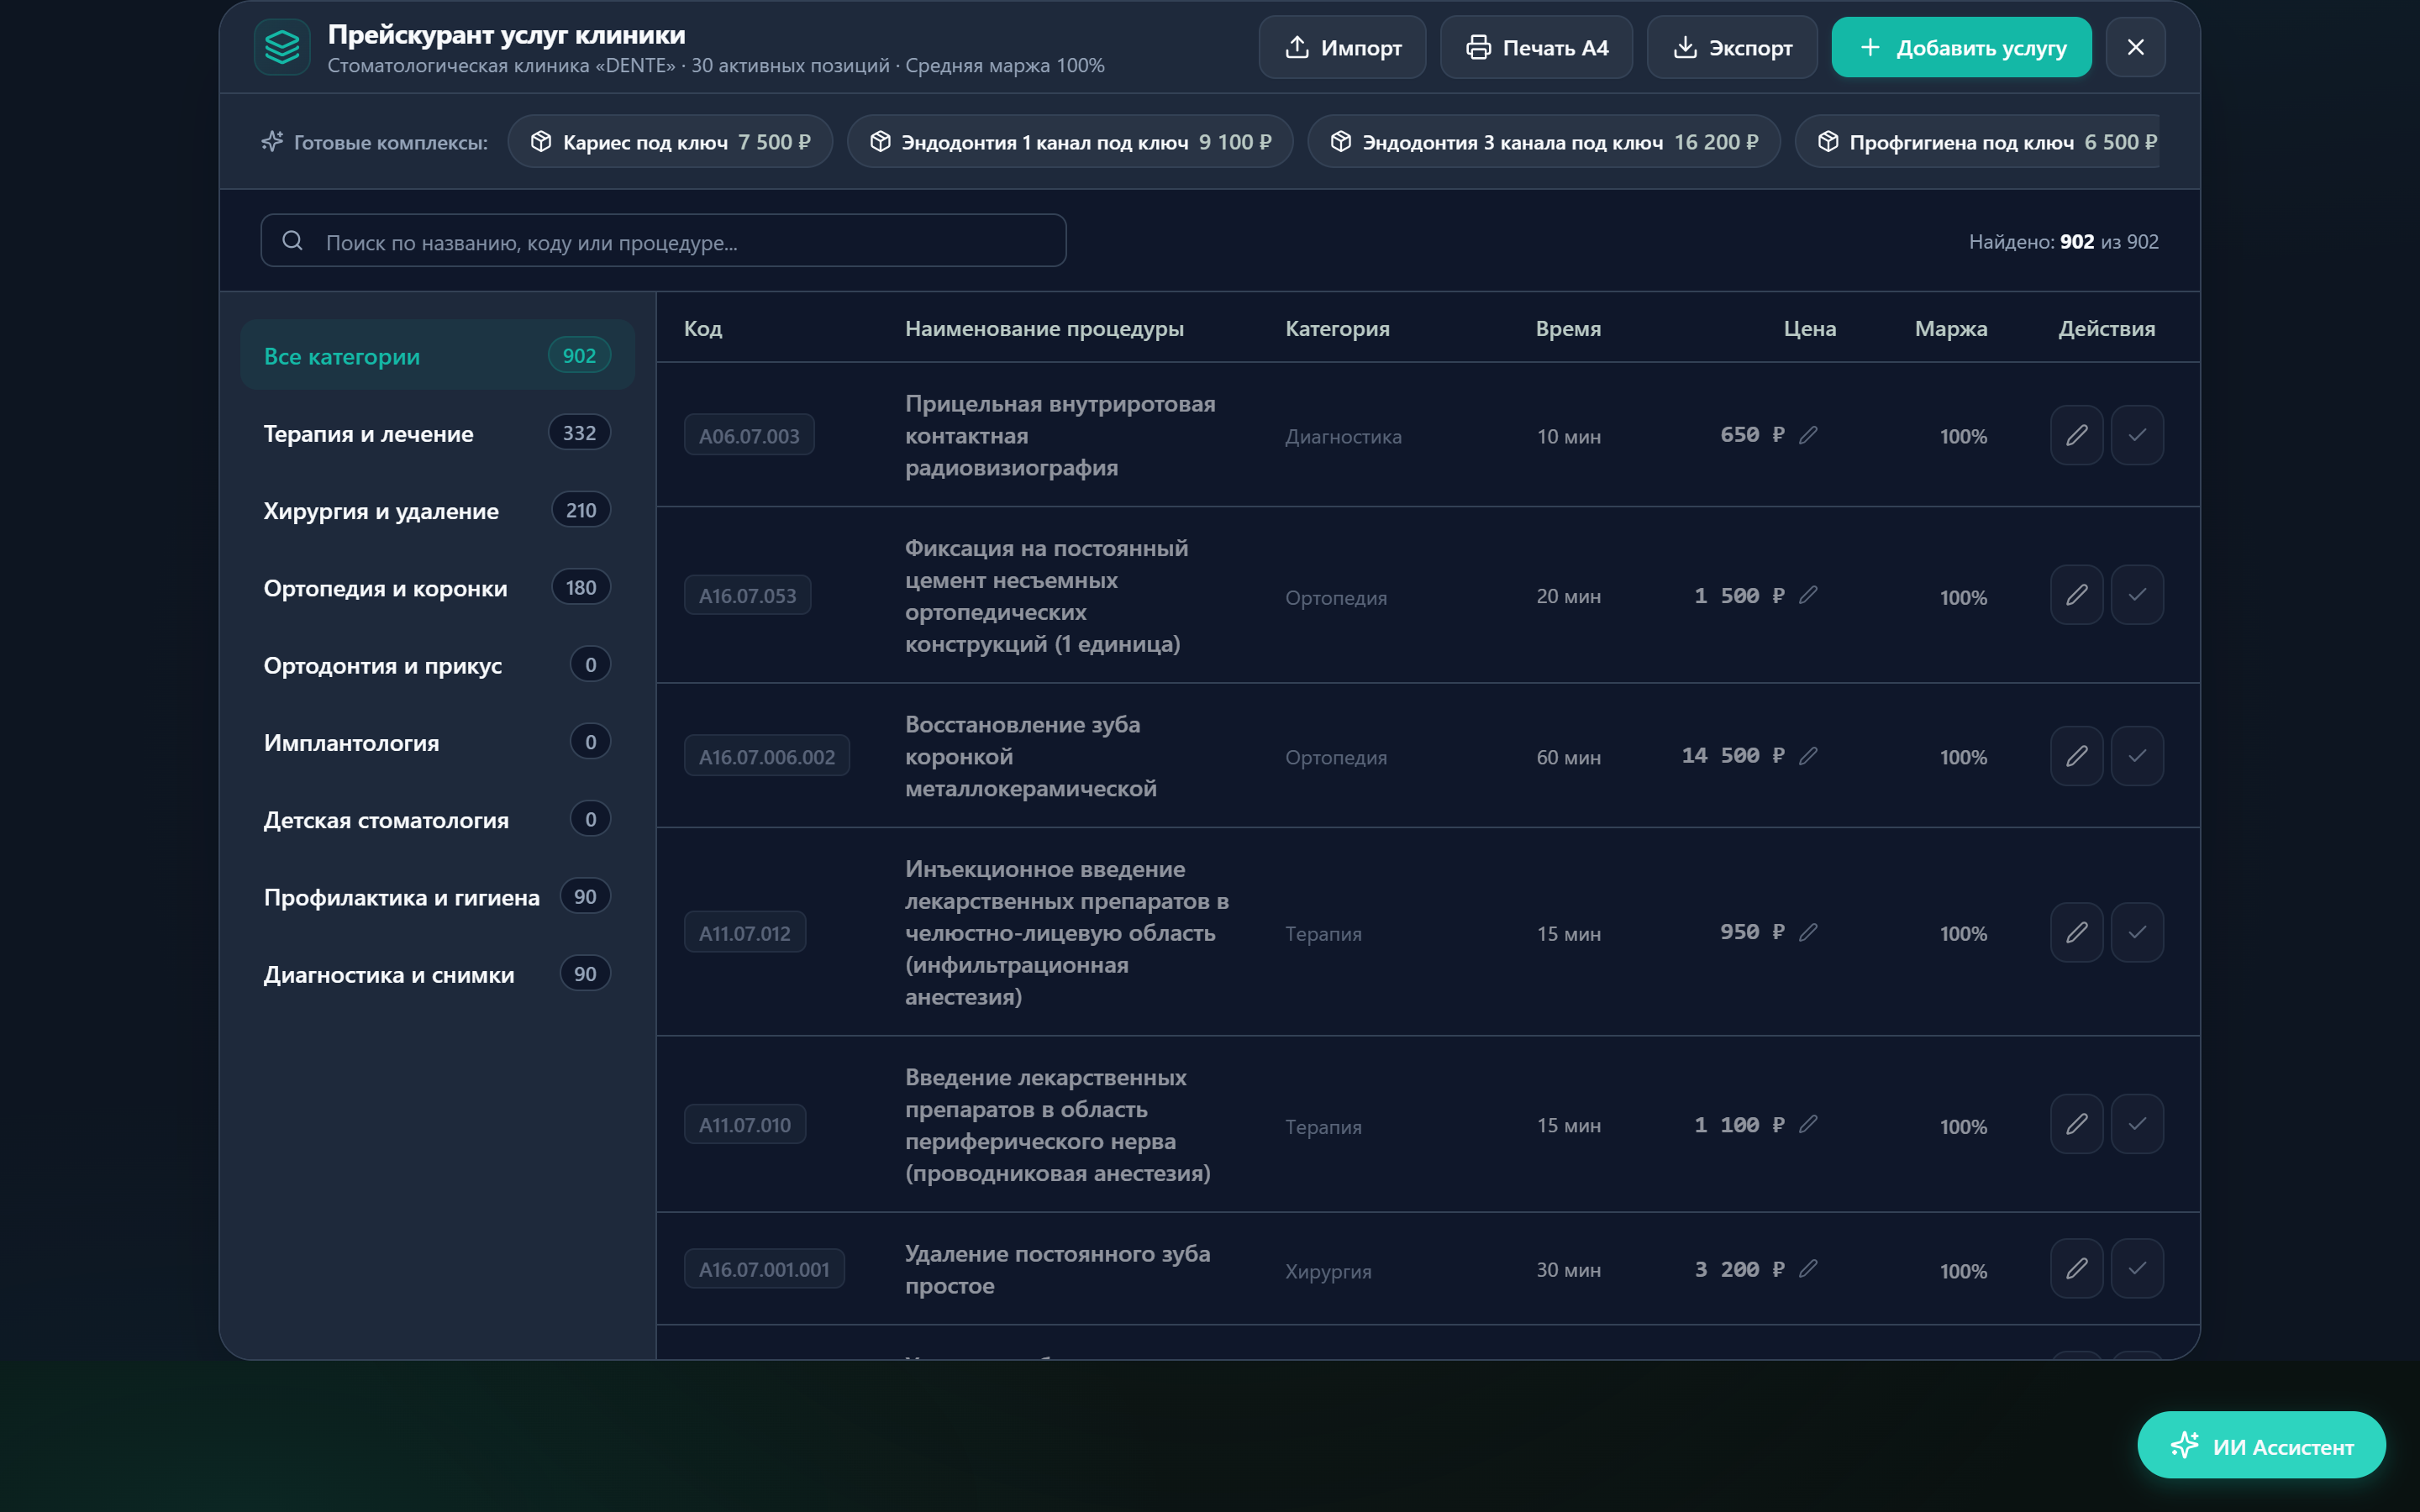 Прейскурант услуг клиники
Стоматологическая клиника «DENTE» · 30 активных позиций · Средняя маржа 100%
Импорт
Печать А4
Экспорт
Добавить услугу
Готовые комплексы:
Кариес под ключ 7 500 ₽
Эндодонтия 1 канал под ключ 9 100 ₽
Эндодонтия 3 канала под ключ 16 200 ₽
Профгигиена под ключ 6 500 ₽
Поиск по названию, коду или процедуре...
Найдено: 902 из 902
Все категории 902
Терапия и лечение 332
Хирургия и удаление 210
Ортопедия и коронки 180
Ортодонтия и прикус 0
Имплантология 0
Детская стоматология 0
Профилактика и гигиена 90
Диагностика и снимки 90
Код Наименование процедуры Категория Время Цена Маржа Действия
Прицельная внутриротовая
контактная
радиовизиография
A06.07.003 Диагностика 10 мин 650 ₽ 100%
Фиксация на постоянный
цемент несъемных
ортопедических
конструкций (1 единица)
A16.07.053 Ортопедия 20 мин 1 500 ₽ 100%
Восстановление зуба
коронкой
металлокерамической
A16.07.006.002 Ортопедия 60 мин 14 500 ₽ 100%
Инъекционное введение
лекарственных препаратов в
челюстно-лицевую область
(инфильтрационная
анестезия)
A11.07.012 Терапия 15 мин 950 ₽ 100%
Введение лекарственных
препаратов в область
периферического нерва
(проводниковая анестезия)
A11.07.010 Терапия 15 мин 1 100 ₽ 100%
Удаление постоянного зуба
простое
A16.07.001.001 Хирургия 30 мин 3 200 ₽ 100%
ИИ Ассистент